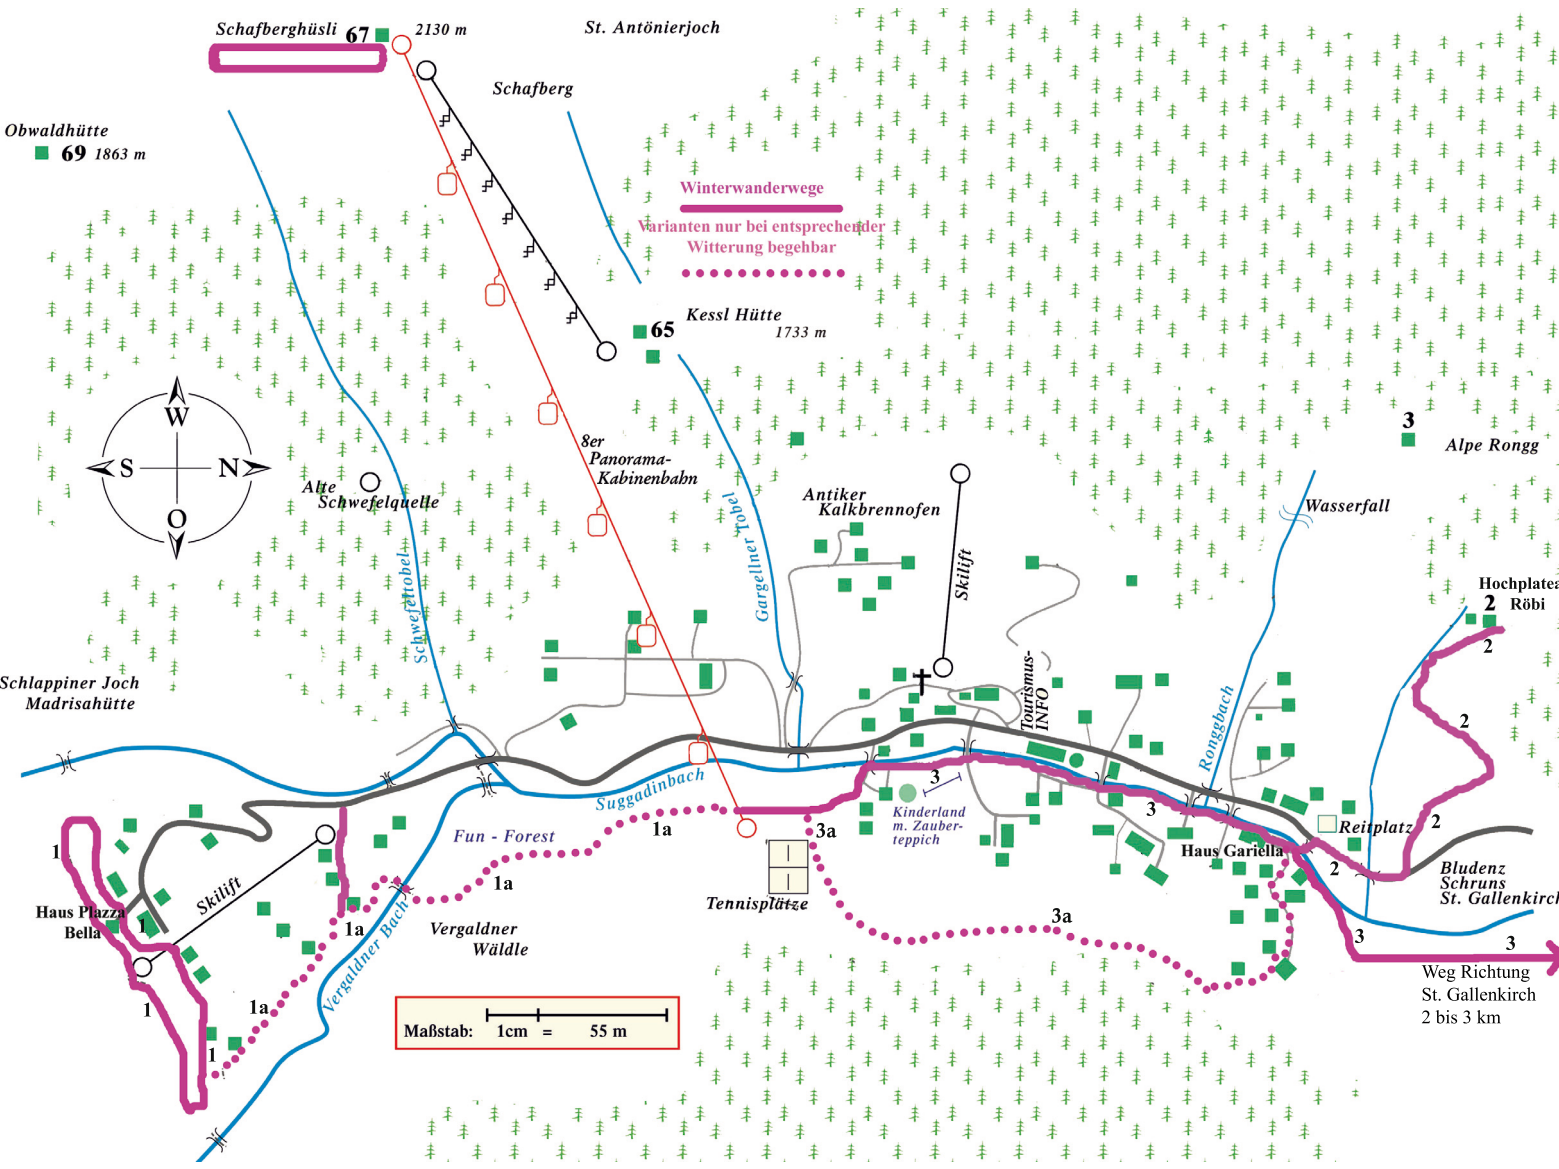 Schafberghüsli 67
2130 m
St. Antönierjoch
Schafberg
Obwaldhütte
69 1863 m
Winterwanderwege
Varianten nur bei entsprechender
Witterung begehbar
65 Kessl Hütte
1733 m
W
S N
O
8er
Panorama-
Kabinenbahn
3
Alpe Rongg
Alte
Schwefelquelle
Antiker
Kalkbrennofen
Wasserfall
Schwefeltobel
Gargellner Tobel
Skilift
Hochplatea
2 Röbi
2
Schlappiner Joch
Madrisahütte
Tourismus-
INFO
Ronggbach
2
Suggadinbach
3
Kinderland
m. Zauber-
teppich
3
Fun - Forest
1a
3a
Reitplatz
2
1
Haus Gariella
2
Skilift
1a
Tennisplätze
Bludenz
Schruns
St. Gallenkirch
Haus Plazza
Bella
1
1a
Vergaldner
Wäldle
3a
3
3
Vergaldner Bach
1
1a
Weg Richtung
St. Gallenkirch
2 bis 3 km
Maßstab: 1cm = 55 m
1